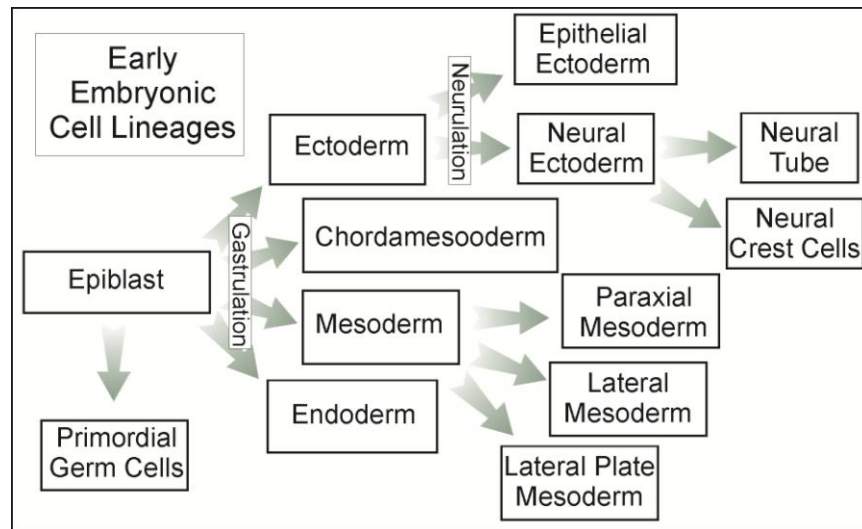 Early
Embryonic
Cell Lineages
Epithelial
Ectoderm
Neurulation
Ectoderm
Neural
Ectoderm
Neural
Tube
Neural
Crest Cells
Chordamesooderm
Gastrulation
Epiblast
Mesoderm
Paraxial
Mesoderm
Lateral
Mesoderm
Endoderm
Lateral Plate
Mesoderm
Primordial
Germ Cells